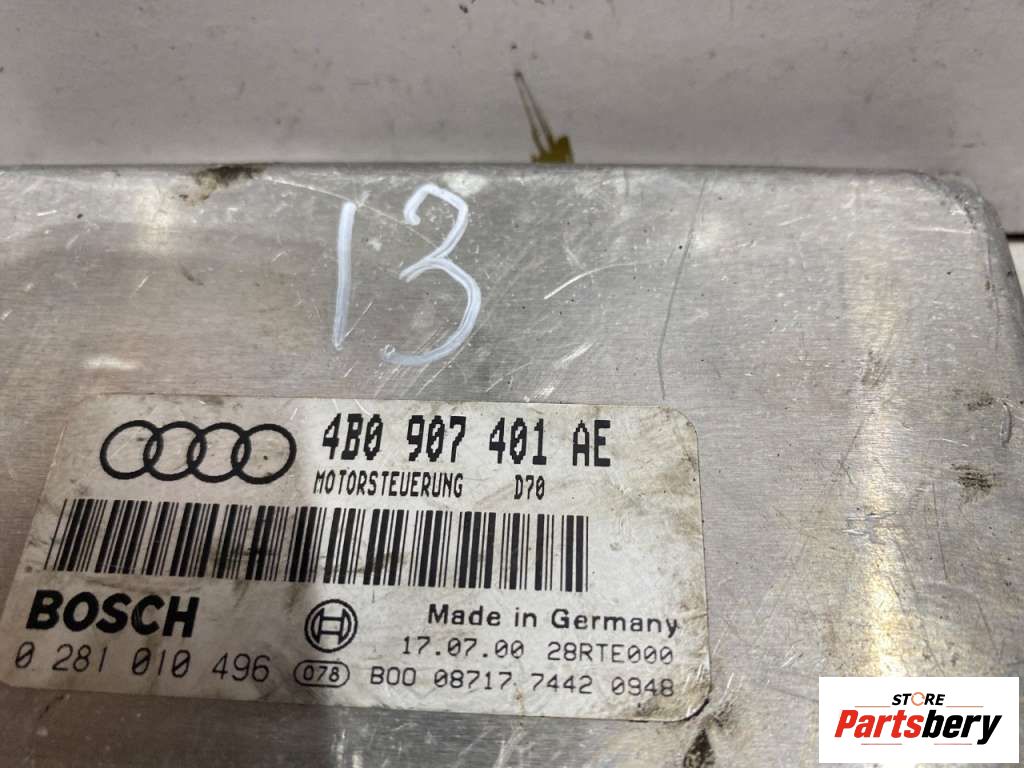 13
4B0 907 401 AE
MOTORSTEUERUNG D70
BOSCH
Made in Germany
0 281 010 496
17.07.00 28RTE000
078 B00 08717 7442 0948
STORE
Partsbery